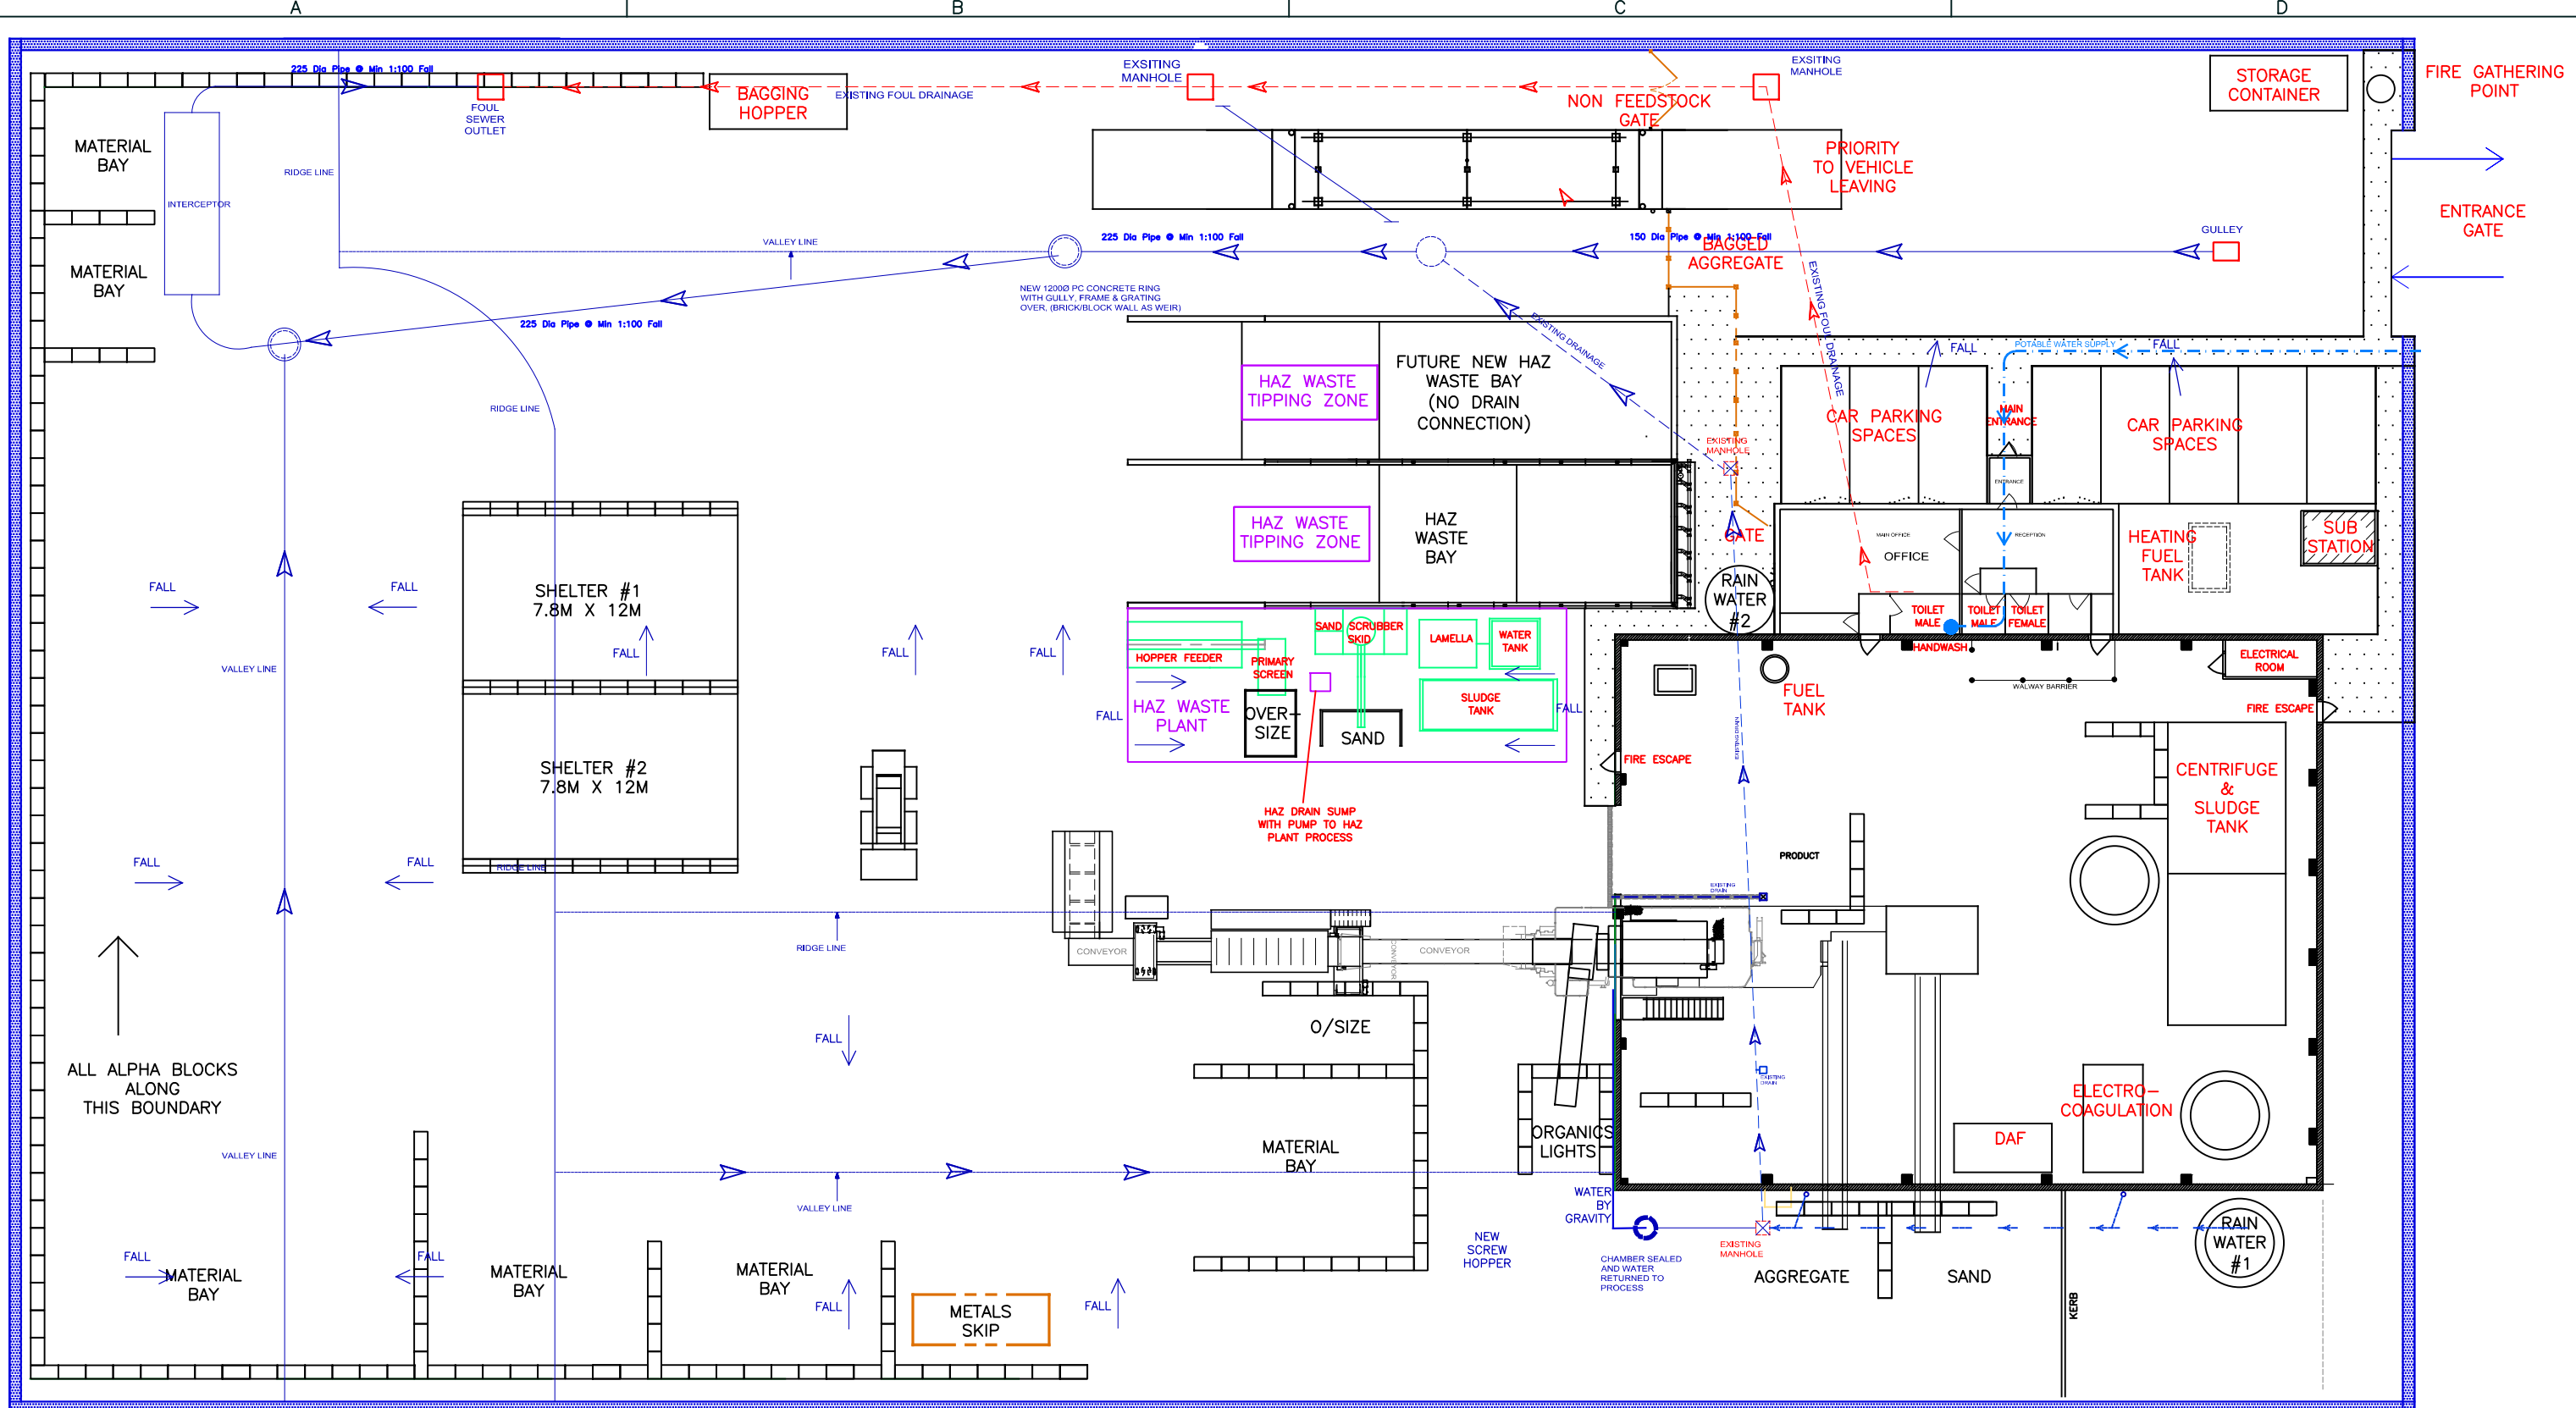 A
B
C
D
225 Dia Pipe @ Min 1:100 Fall
FOUL
SEWER
OUTLET
BAGGING
HOPPER
EXISTING FOUL DRAINAGE
EXSITING
MANHOLE
NON FEEDSTOCK
GATE
EXSITING
MANHOLE
STORAGE
CONTAINER
FIRE GATHERING
POINT
MATERIAL
BAY
RIDGE LINE
INTERCEPTOR
PRIORITY
TO VEHICLE
LEAVING
ENTRANCE
GATE
MATERIAL
BAY
VALLEY LINE
225 Dia Pipe @ Min 1:100 Fall
150 Dia Pipe @ Min 1:100 Fall
BAGGED
AGGREGATE
GULLEY
NEW 1200Ø PC CONCRETE RING
WITH GULLY, FRAME & GRATING
OVER, (BRICK/BLOCK WALL AS WEIR)
225 Dia Pipe @ Min 1:100 Fall
EXISTING DRAINAGE
EXISTING FOUL DRAINAGE
FALL
POTABLE WATER SUPPLY
FALL
RIDGE LINE
HAZ WASTE
TIPPING ZONE
FUTURE NEW HAZ
WASTE BAY
(NO DRAIN
CONNECTION)
EXISTING
MANHOLE
CAR PARKING
SPACES
MAIN
ENTRANCE
CAR PARKING
SPACES
ENTRANCE
HAZ WASTE
TIPPING ZONE
HAZ
WASTE
BAY
GATE
MAIN OFFICE
OFFICE
RECEPTION
HEATING
FUEL
TANK
SUB
STATION
FALL
FALL
SHELTER #1
7.8M X 12M
FALL
FALL
FALL
RAIN
WATER
#2
TOILET
MALE
TOILET
MALE
TOILET
FEMALE
HANDWASH
VALLEY LINE
HOPPER FEEDER
PRIMARY
SCREEN
SAND SCRUBBER
SKID
LAMELLA
WATER
TANK
SLUDGE
TANK
FALL
HAZ WASTE
PLANT
OVER-
SIZE
SAND
FALL
FUEL
TANK
WALWAY BARRIER
ELECTRICAL
ROOM
FIRE ESCAPE
FIRE ESCAPE
SHELTER #2
7.8M X 12M
HAZ DRAIN SUMP
WITH PUMP TO HAZ
PLANT PROCESS
CENTRIFUGE
&
SLUDGE
TANK
PRODUCT
FALL
FALL
RIDGE LINE
EXISTING
DRAIN
RIDGE LINE
CONVEYOR
CONVEYOR
CONVEYOR
ALL ALPHA BLOCKS
ALONG
THIS BOUNDARY
FALL
O/SIZE
EXISTING
DRAIN
ELECTRO-
COAGULATION
DAF
VALLEY LINE
MATERIAL
BAY
ORGANICS
LIGHTS
VALLEY LINE
WATER
BY
GRAVITY
NEW
SCREW
HOPPER
CHAMBER SEALED
AND WATER
RETURNED TO
PROCESS
EXISTING
MANHOLE
AGGREGATE
SAND
KERB
RAIN
WATER
#1
FALL
MATERIAL
BAY
FALL
MATERIAL
BAY
MATERIAL
BAY
FALL
METALS
SKIP
FALL